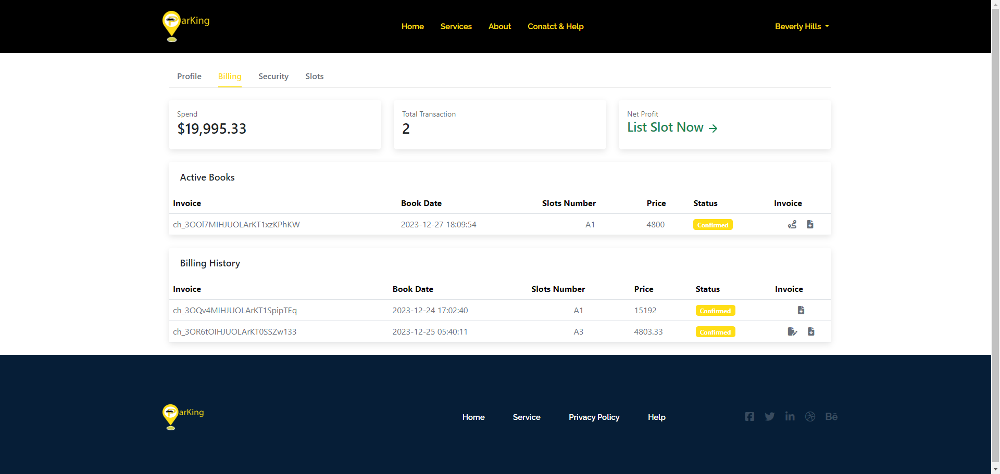 ParKing
Home Services About Conatct & Help Beverly Hills
Profile Billing Security Slots
Spend
$19,995.33
Total Transaction
2
Net Profit
List Slot Now →
Active Books
Invoice Book Date Slots Number Price Status Invoice
ch_3OOl7MIHJUOLArKT1xzKPhKW 2023-12-27 18:09:54 A1 4800 Confirmed
Billing History
Invoice Book Date Slots Number Price Status Invoice
ch_3OQv4MIHJUOLArKT1SpipTEq 2023-12-24 17:02:40 A1 15192 Confirmed
ch_3OR6tOIHJUOLArKT0SSZw133 2023-12-25 05:40:11 A3 4803.33 Confirmed
ParKing
Home Service Privacy Policy Help